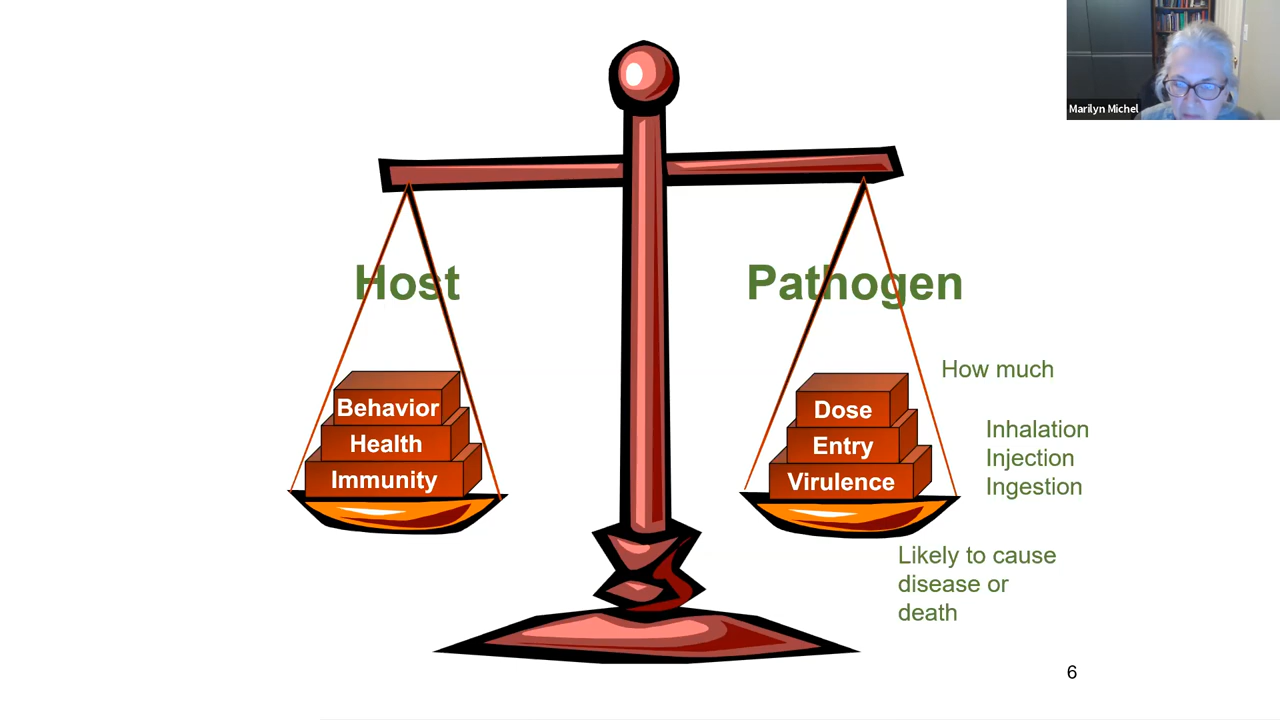 Marilyn Michel
Host
Pathogen
Behavior
Health
Immunity
Dose
Entry
Virulence
How much
Inhalation
Injection
Ingestion
Likely to cause
disease or
death
6